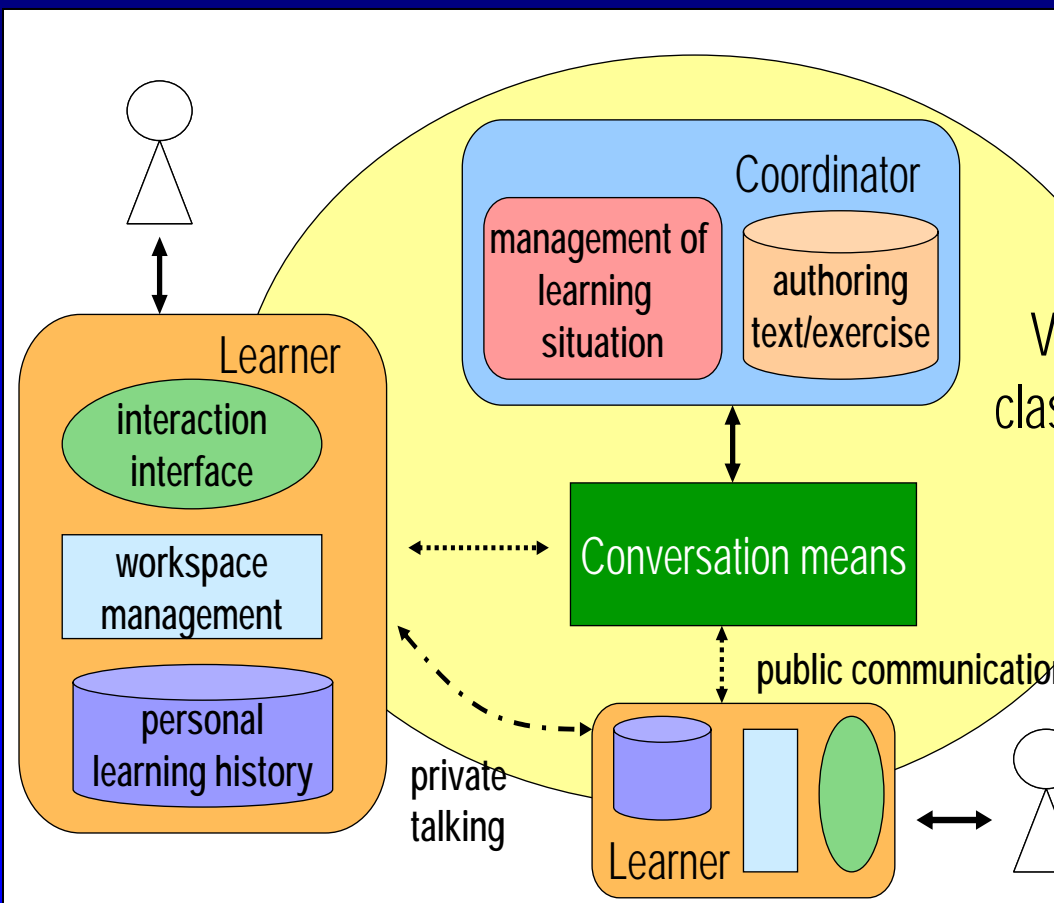 Coordinator
management of
learning
situation
authoring
text/exercise
Learner
interaction
interface
workspace
management
personal
learning history
Conversation means
public communication
private
talking
Learner